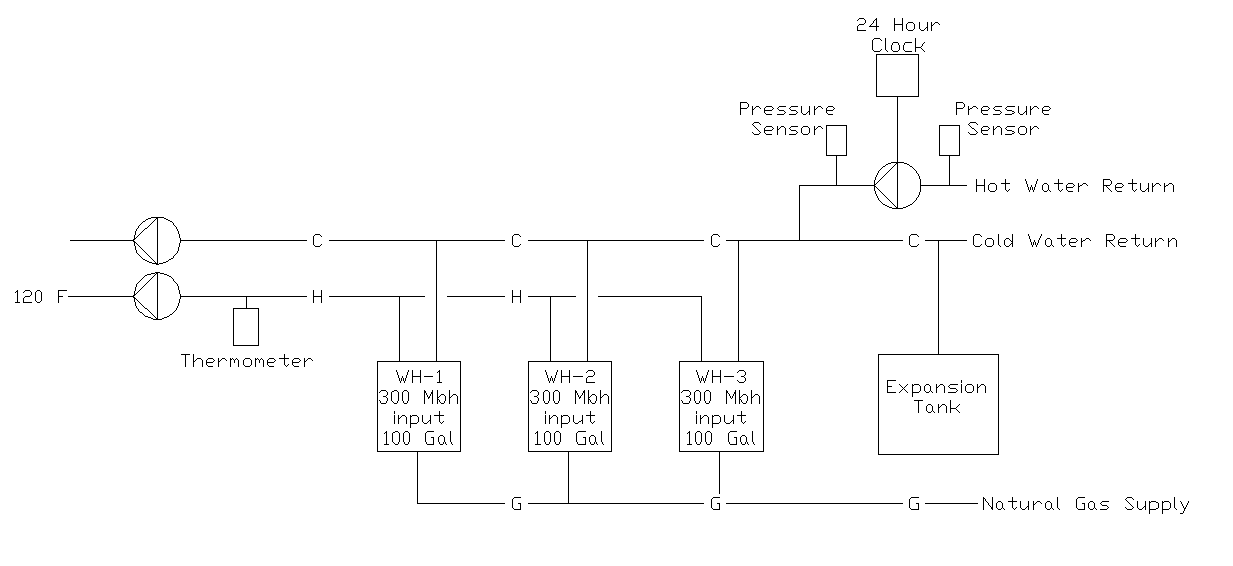 24 Hour
Clock
Pressure
Sensor
Pressure
Sensor
Hot Water Return
C
C
C
C
Cold Water Return
120 F
H
H
Thermometer
WH-1
300 Mbh
input
100 Gal
WH-2
300 Mbh
input
100 Gal
WH-3
300 Mbh
input
100 Gal
Expansion
Tank
G
G
G
Natural Gas Supply